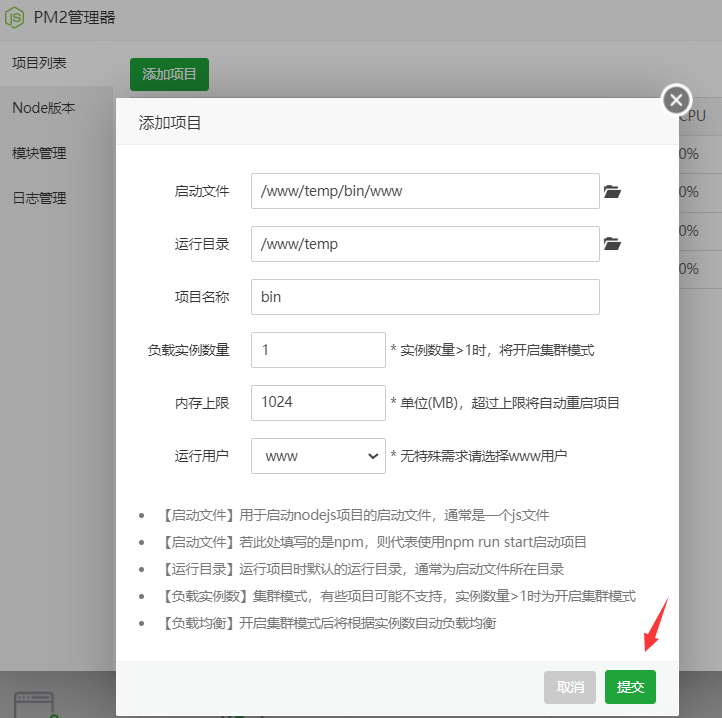 JS PM2管理器
项目列表
添加项目
Node版本
CPU
模块管理
0%
日志管理
0%
0%
0%
添加项目
启动文件 /www/temp/bin/www
运行目录 /www/temp
项目名称 bin
负载实例数量 1 * 实例数量>1时，将开启集群模式
内存上限 1024 * 单位(MB)，超过上限将自动重启项目
运行用户 www * 无特殊需求请选择www用户
• 【启动文件】用于启动nodejs项目的启动文件，通常是一个js文件
• 【启动文件】若此处填写的是npm，则代表使用npm run start启动项目
• 【运行目录】运行项目时默认的运行目录，通常为启动文件所在目录
• 【负载实例数】集群模式，有些项目可能不支持，实例数量>1时为开启集群模式
• 【负载均衡】开启集群模式后将根据实例数自动负载均衡
取消 提交